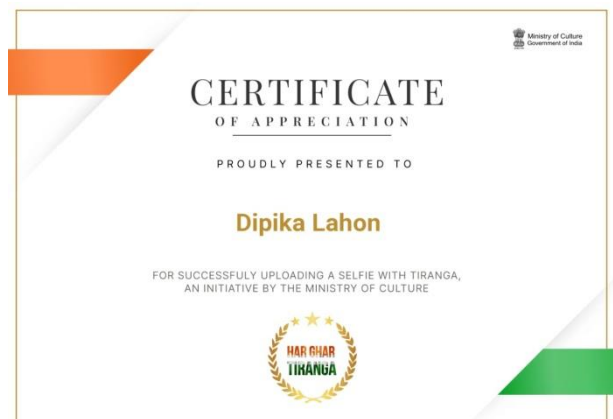 Ministry of Culture
Government of India
CERTIFICATE
OF APPRECIATION
PROUDLY PRESENTED TO
Dipika Lahon
FOR SUCCESSFULY UPLOADING A SELFIE WITH TIRANGA,
AN INITIATIVE BY THE MINISTRY OF CULTURE
HAR GHAR
TIRANGA